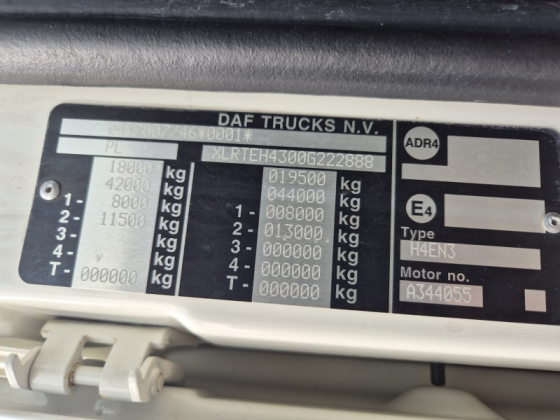 DAF TRUCKS N.V.
e4*2007/46*0001*
PL XLRTEH4300G222888
18000 kg
42000 kg
1- 8000 kg
2- 11500 kg
3- kg
4- kg
T- 000000 kg
019500 kg
044000 kg
1- 008000 kg
2- 013000 kg
3- 000000 kg
4- 000000 kg
T- 000000 kg
ADR4
E4
Type
H4EN3
Motor no.
A344055